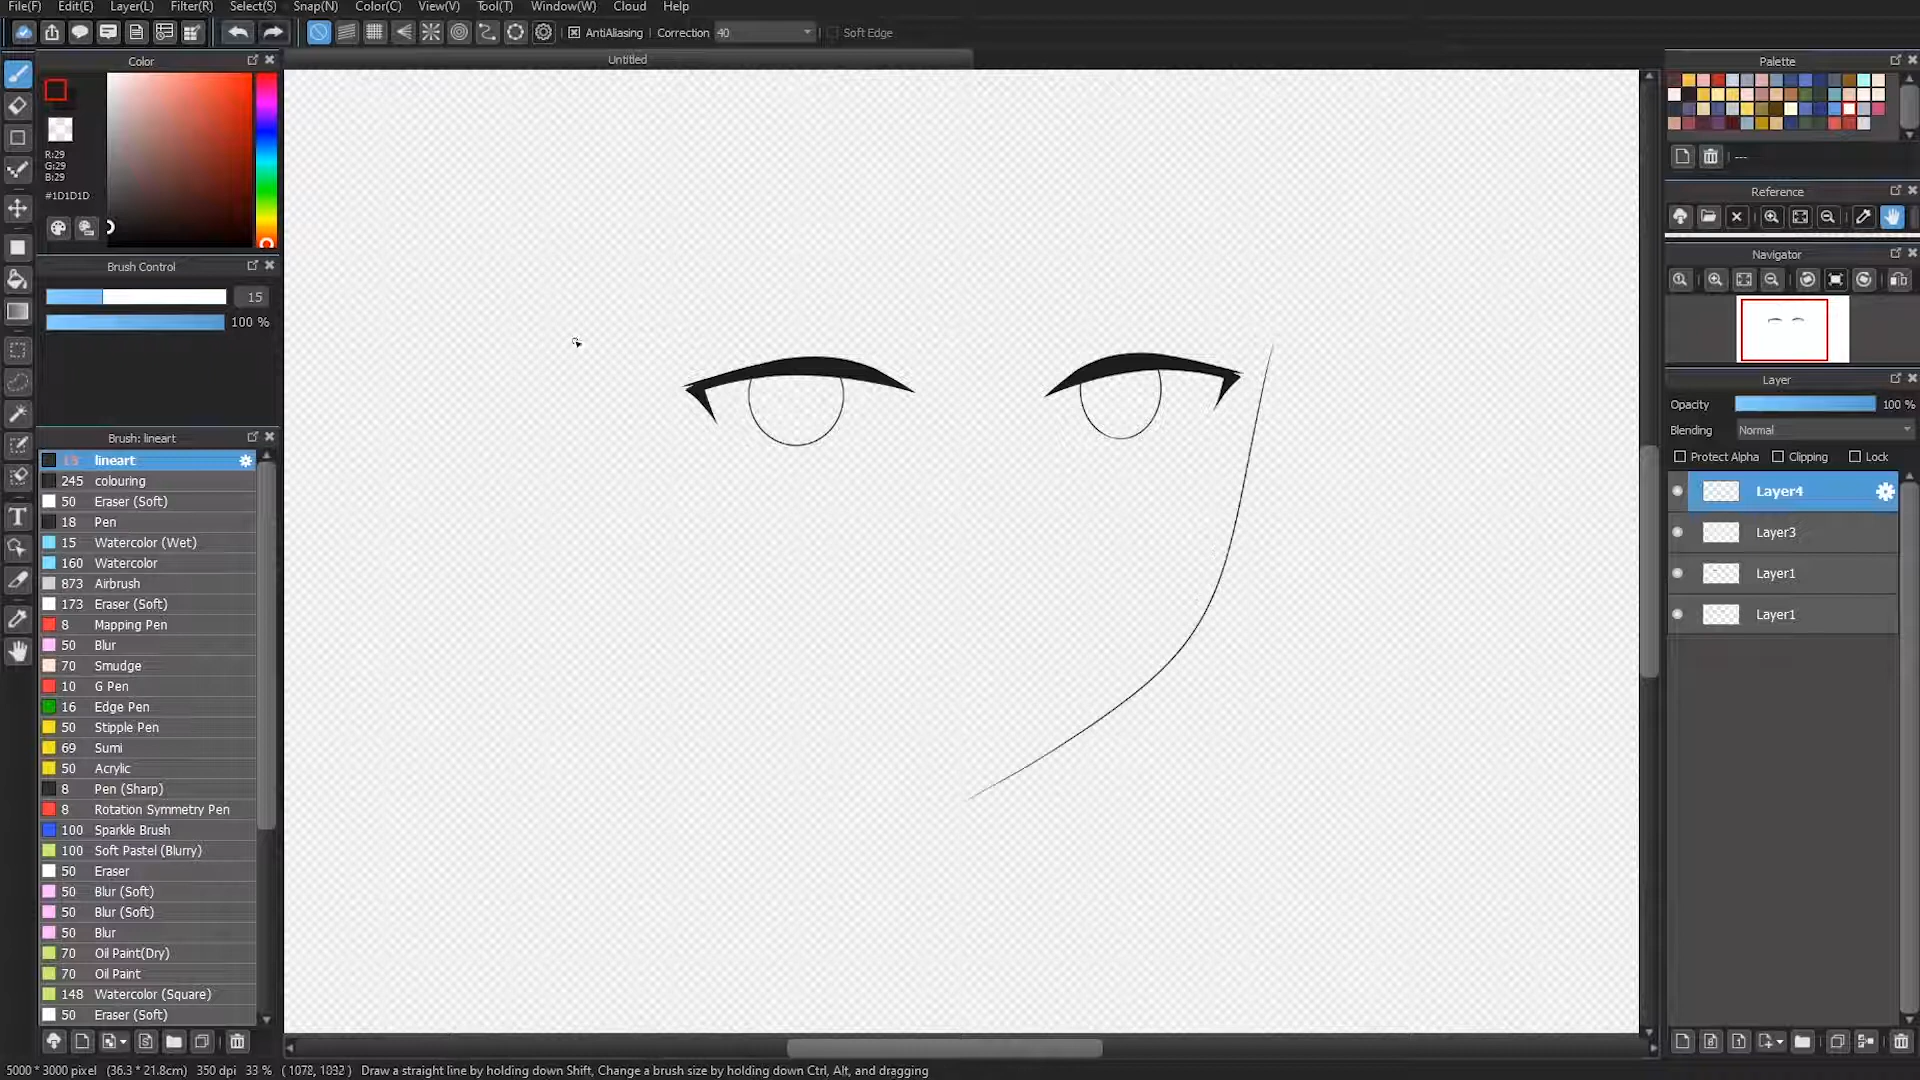 File(F) Edit(E) Layer(L) Filter(R) Select(S) Snap(N) Color(C) View(V) Tool(T) Window(W) Cloud Help
AntiAliasing Correction 40 Soft Edge
Color
Untitled
Palette
R:29
G:29
B:29
#1D1D1D
---
Reference
Navigator
Brush Control
15
100 %
Layer
Opacity 100 %
Blending Normal
Protect Alpha Clipping Lock
Layer4
Layer3
Layer1
Layer1
Brush: lineart
15 lineart
245 colouring
50 Eraser (Soft)
18 Pen
15 Watercolor (Wet)
160 Watercolor
873 Airbrush
173 Eraser (Soft)
8 Mapping Pen
50 Blur
70 Smudge
10 G Pen
16 Edge Pen
50 Stipple Pen
69 Sumi
50 Acrylic
8 Pen (Sharp)
8 Rotation Symmetry Pen
100 Sparkle Brush
100 Soft Pastel (Blurry)
50 Eraser
50 Blur (Soft)
50 Blur (Soft)
50 Blur
70 Oil Paint(Dry)
70 Oil Paint
148 Watercolor (Square)
50 Eraser (Soft)
5000 * 3000 pixel (36.3 * 21.8cm) 350 dpi 33 % ( 1078, 1092 ) Draw a straight line by holding down Shift, Change a brush size by holding down Ctrl, Alt, and dragging